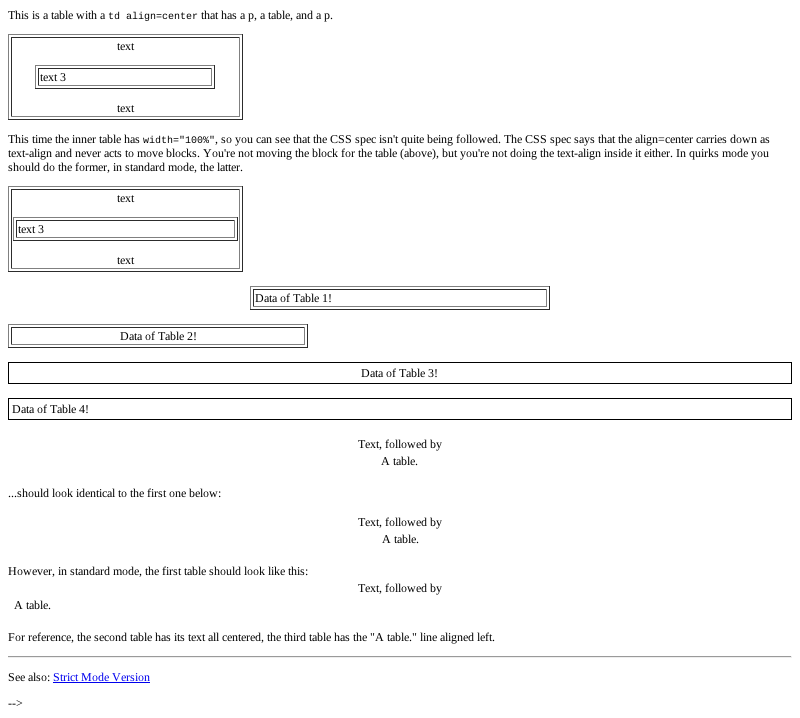 This is a table with a td align=center that has a p, a table, and a p.
text
text 3
text
This time the inner table has width="100%", so you can see that the CSS spec isn't quite being followed. The CSS spec says that the align=center carries down as
text-align and never acts to move blocks. You're not moving the block for the table (above), but you're not doing the text-align inside it either. In quirks mode you
should do the former, in standard mode, the latter.
text
text 3
text
Data of Table 1!
Data of Table 2!
Data of Table 3!
Data of Table 4!
Text, followed by
A table.
...should look identical to the first one below:
Text, followed by
A table.
However, in standard mode, the first table should look like this:
Text, followed by
A table.
For reference, the second table has its text all centered, the third table has the "A table." line aligned left.
See also: Strict Mode Version
-->